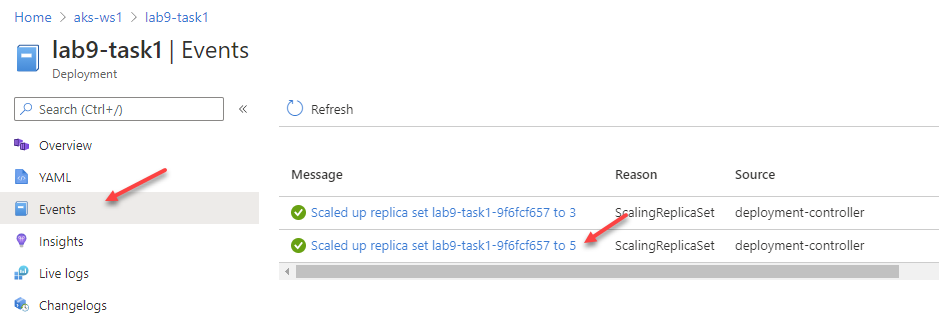 Home > aks-ws1 > lab9-task1
lab9-task1 | Events
Deployment
Search (Ctrl+/)
«
Overview
YAML
Events
Insights
Live logs
Changelogs
Refresh
Message Reason Source
Scaled up replica set lab9-task1-9f6fcf657 to 3 ScalingReplicaSet deployment-controller
Scaled up replica set lab9-task1-9f6fcf657 to 5 ScalingReplicaSet deployment-controller